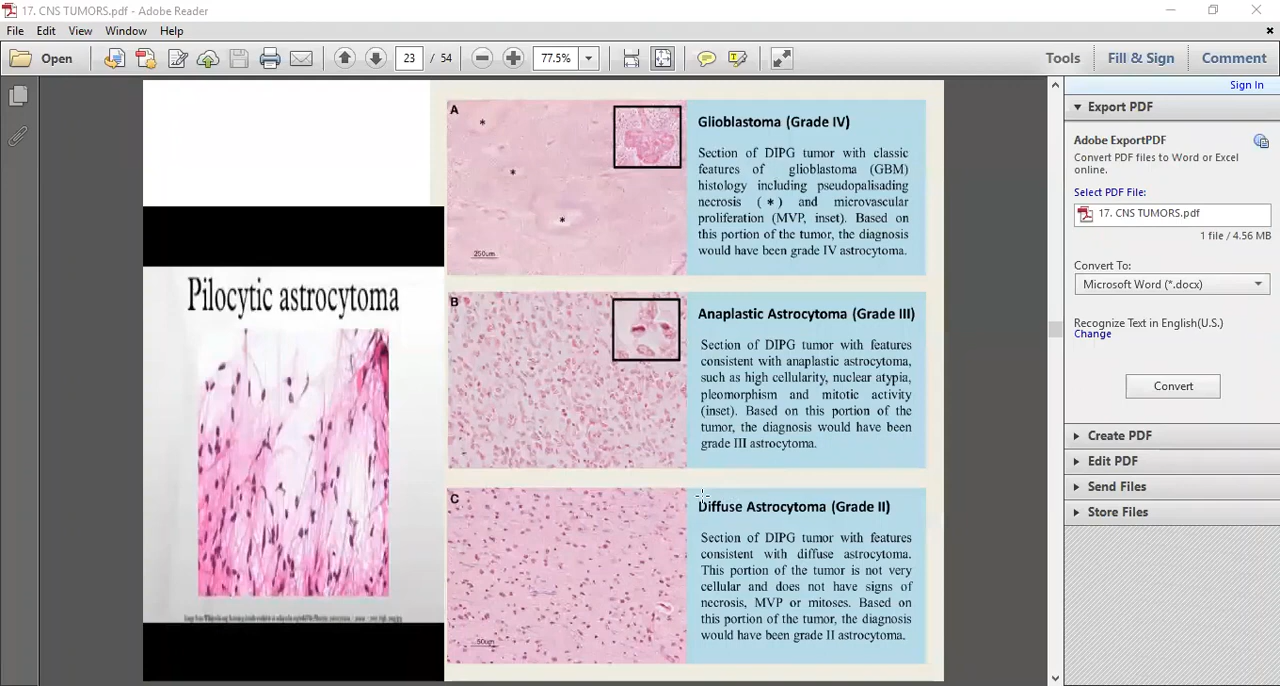 17. CNS TUMORS.pdf - Adobe Reader
File Edit View Window Help
Open 23 / 54 77.5% Tools Fill & Sign Comment
Sign In
Export PDF
Adobe ExportPDF
Convert PDF files to Word or Excel
online.
Select PDF File:
17. CNS TUMORS.pdf
1 file / 4.56 MB
Convert To:
Microsoft Word (*.docx)
Recognize Text in English(U.S.)
Change
Convert
Create PDF
Edit PDF
Send Files
Store Files
Pilocytic astrocytoma
A
250um
Glioblastoma (Grade IV)
Section of DIPG tumor with classic
features of glioblastoma (GBM)
histology including pseudopalisading
necrosis (*) and microvascular
proliferation (MVP, inset). Based on
this portion of the tumor, the diagnosis
would have been grade IV astrocytoma.
B
Anaplastic Astrocytoma (Grade III)
Section of DIPG tumor with features
consistent with anaplastic astrocytoma,
such as high cellularity, nuclear atypia,
pleomorphism and mitotic activity
(inset). Based on this portion of the
tumor, the diagnosis would have been
grade III astrocytoma.
C
50um
Diffuse Astrocytoma (Grade II)
Section of DIPG tumor with features
consistent with diffuse astrocytoma.
This portion of the tumor is not very
cellular and does not have signs of
necrosis, MVP or mitoses. Based on
this portion of the tumor, the diagnosis
would have been grade II astrocytoma.